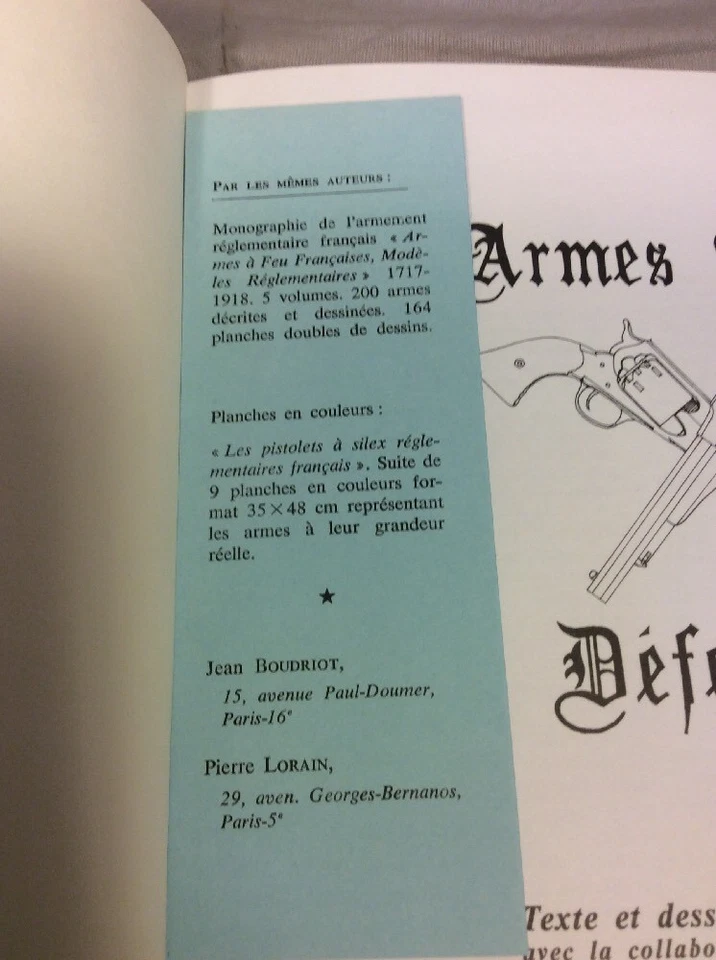 PAR LES MÊMES AUTEURS :
Monographie de l'armement
réglementaire français « Ar-
mes à Feu Françaises, Modè-
les Réglementaires » 1717-
1918. 5 volumes. 200 armes
décrites et dessinées. 164
planches doubles de dessins.
Planches en couleurs :
« Les pistolets à silex régle-
mentaires français ». Suite de
9 planches en couleurs for-
mat 35 × 48 cm représentant
les armes à leur grandeur
réelle.
★
Jean BOUDRIOT,
15, avenue Paul-Doumer,
Paris-16e
Pierre LORAIN,
29, aven. Georges-Bernanos,
Paris-5e
Armes
Défe
Texte et dess
avec la collabo